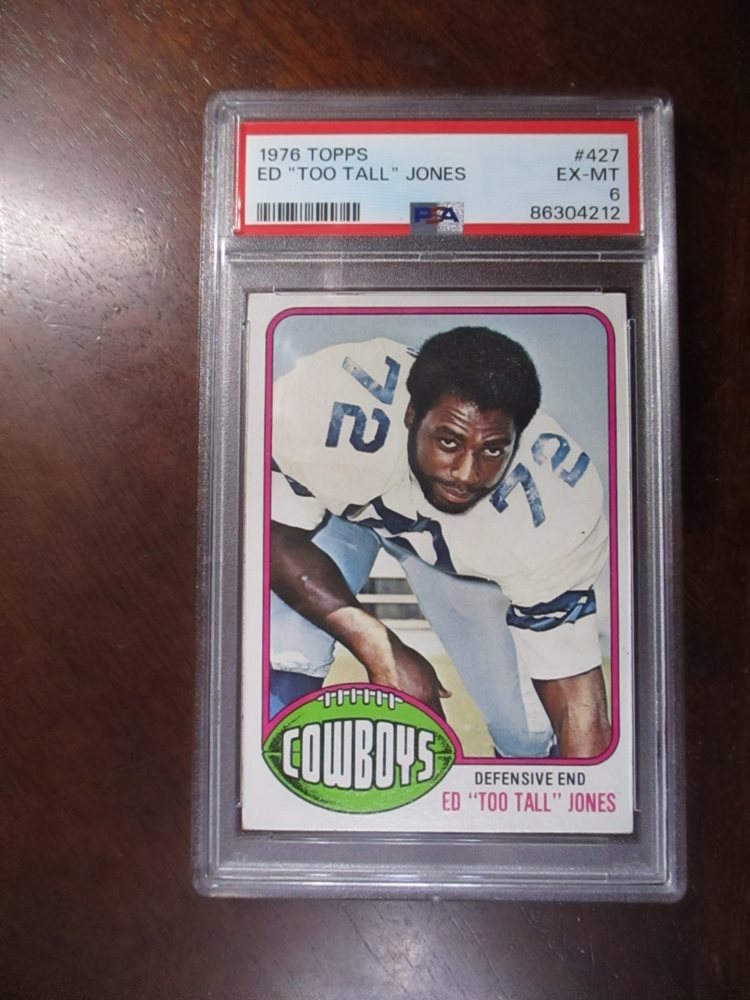 1976 TOPPS #427
ED "TOO TALL" JONES EX-MT
6
PSA 86304212
72
72
COWBOYS
DEFENSIVE END
ED "TOO TALL" JONES